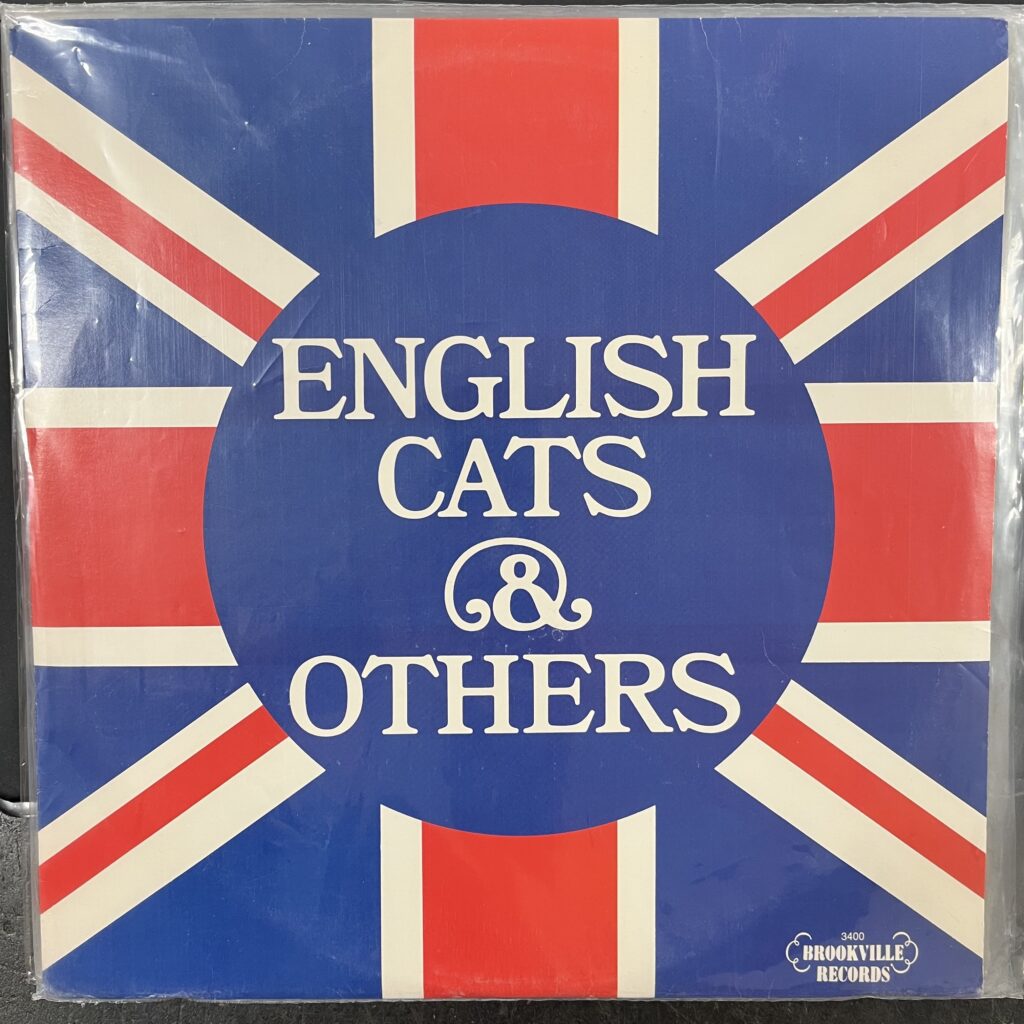 ENGLISH
CATS
&
OTHERS
3400
BROOKVILLE
RECORDS